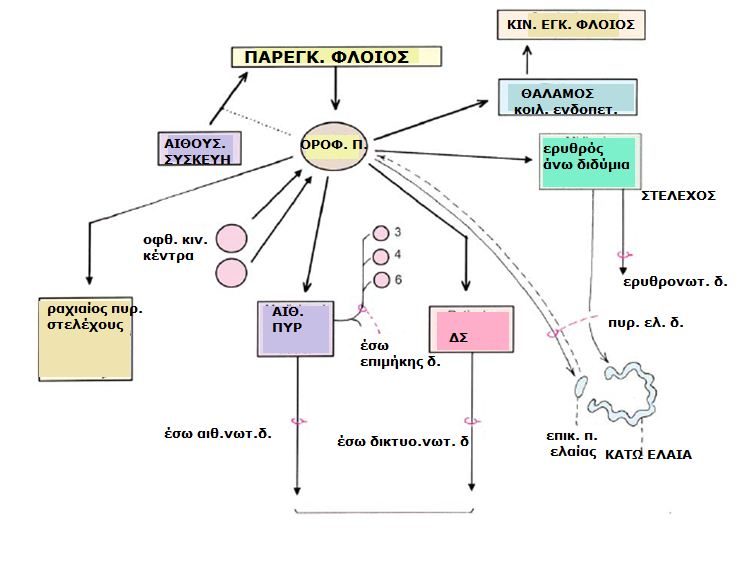 ΚΙΝ. ΕΓΚ. ΦΛΟΙΟΣ
ΠΑΡΕΓΚ. ΦΛΟΙΟΣ
ΘΑΛΑΜΟΣ
κοιλ. ενδοπετ.
ΑΙΘΟΥΣ.
ΣΥΣΚΕΥΗ
ΟΡΟΦ. Π.
ερυθρός
άνω διδύμια
ΣΤΕΛΕΧΟΣ
οφθ. κιν.
κέντρα
3
4
6
ερυθρονωτ. δ.
ραχιαίος πυρ.
στελέχους
ΑΙΘ.
ΠΥΡ
ΔΣ
έσω
επιμήκης δ.
πυρ. ελ. δ.
έσω αιθ.νωτ.δ.
έσω δικτυο.νωτ. δ
επικ. π.
ελαίας
ΚΑΤΩ ΕΛΑΙΑ